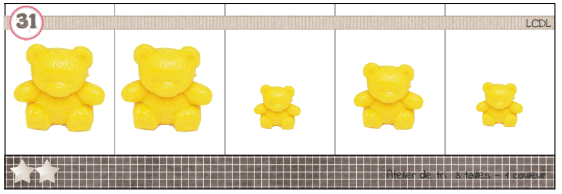 31
LCDL
Atelier de tri 3 tailles - 1 couleur